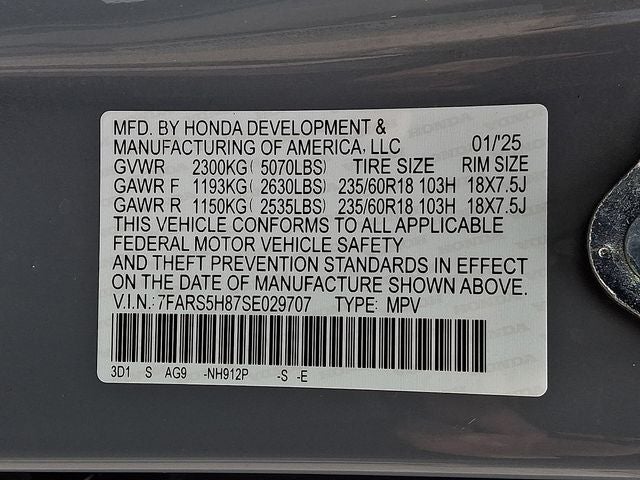 MFD. BY HONDA DEVELOPMENT &
MANUFACTURING OF AMERICA, LLC 01/'25
GVWR 2300KG( 5070LBS) TIRE SIZE RIM SIZE
GAWR F 1193KG( 2630LBS) 235/60R18 103H 18X7.5J
GAWR R 1150KG( 2535LBS) 235/60R18 103H 18X7.5J
THIS VEHICLE CONFORMS TO ALL APPLICABLE
FEDERAL MOTOR VEHICLE SAFETY
AND THEFT PREVENTION STANDARDS IN EFFECT
ON THE DATE OF MANUFACTURE SHOWN ABOVE.
V.I.N.: 7FARS5H87SE029707 TYPE: MPV
3D1 S AG9 -NH912P -S -E